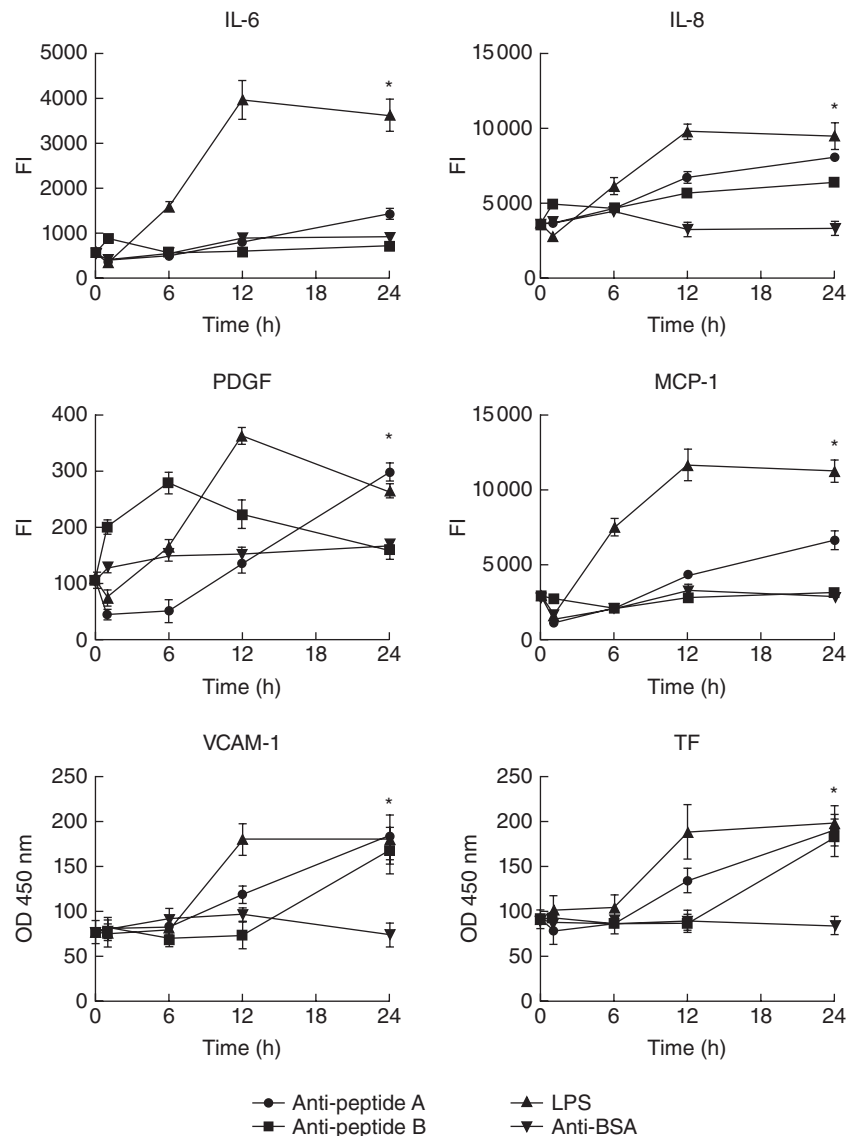 IL-6
5000
4000
3000
2000
1000
0
FI
*
0 6 12 18 24
Time (h)
IL-8
15 000
10 000
5000
0
FI
*
0 6 12 18 24
Time (h)
PDGF
400
300
200
100
0
FI
*
0 6 12 18 24
Time (h)
MCP-1
15 000
10 000
5000
0
FI
*
0 6 12 18 24
Time (h)
VCAM-1
250
200
150
100
50
0
OD 450 nm
*
0 6 12 18 24
Time (h)
TF
250
200
150
100
50
0
OD 450 nm
*
0 6 12 18 24
Time (h)
Anti-peptide A
Anti-peptide B
LPS
Anti-BSA